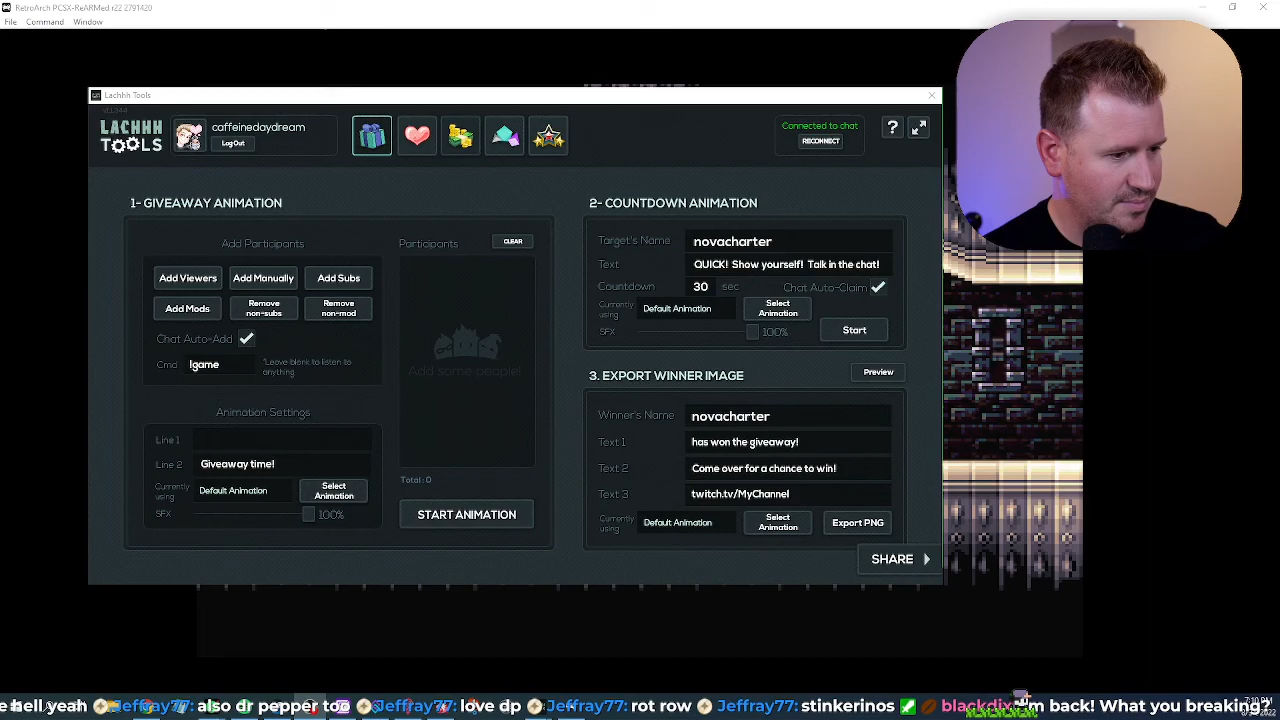 RetroArch PCSX-ReARMed r22 2791420
File Command Window
Lachhh Tools
LACHHH TOOLS
caffeinedaydream
Log Out
Connected to chat
RECONNECT
?
1- GIVEAWAY ANIMATION
Add Participants
Participants
CLEAR
Add Viewers
Add Manually
Add Subs
Add Mods
Remove non-subs
Remove non-mods
Chat Auto-Add
Cmd !game
Leave blank to listen to anything
Add some people!
Animation Settings
Line 1
Line 2 Giveaway time!
Currently using Default Animation
Select Animation
SFX 100%
Total : 0
START ANIMATION
2- COUNTDOWN ANIMATION
Target's Name novacharter
Text QUICK! Show yourself! Talk in the chat!
Countdown 30 sec Chat Auto-Claim
Currently using Default Animation
Select Animation
SFX 100%
Start
3. EXPORT WINNER IMAGE
Preview
Winner's Name novacharter
Text 1 has won the giveaway!
Text 2 Come over for a chance to win!
Text 3 twitch.tv/MyChannel
Currently using Default Animation
Select Animation
Export PNG
SHARE
e hell yeah Jeffray77: also dr pepper too Jeffray77: love dp Jeffray77: rot row Jeffray77: stinkerinos blackdix im back! What you breaking?
7:10 PM